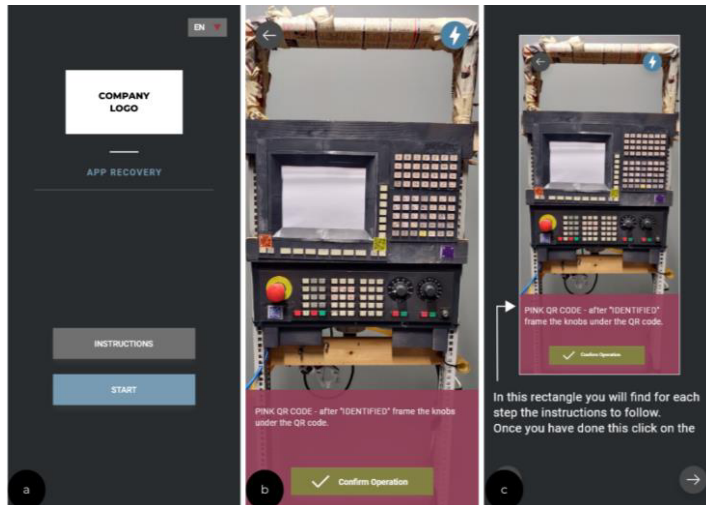 EN
COMPANY
LOGO
APP RECOVERY
INSTRUCTIONS
START
a
PINK QR CODE - after "IDENTIFIED" frame the knobs
under the QR code.
Confirm Operation
b
PINK QR CODE - after "IDENTIFIED"
frame the knobs under the QR code.
Confirm Operation
In this rectangle you will find for each
step the instructions to follow.
Once you have done this click on the
c